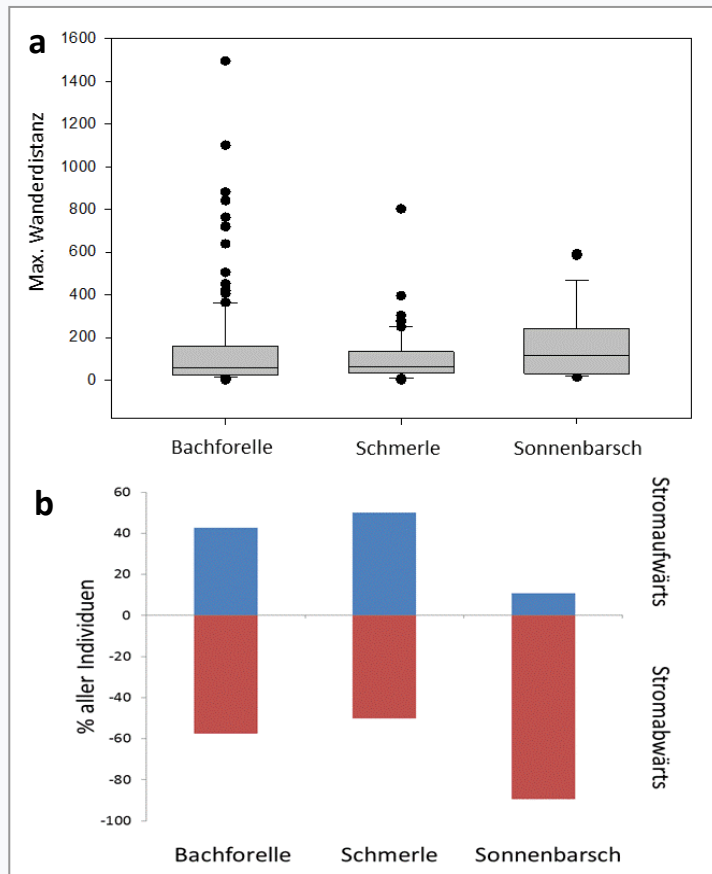 a
Max. Wanderdistanz
1600
1400
1200
1000
800
600
400
200
0
Bachforelle Schmerle Sonnenbarsch
b
% aller Individuen
60
40
20
0
-20
-40
-60
-80
-100
Stromaufwärts
Stromabwärts
Bachforelle Schmerle Sonnenbarsch